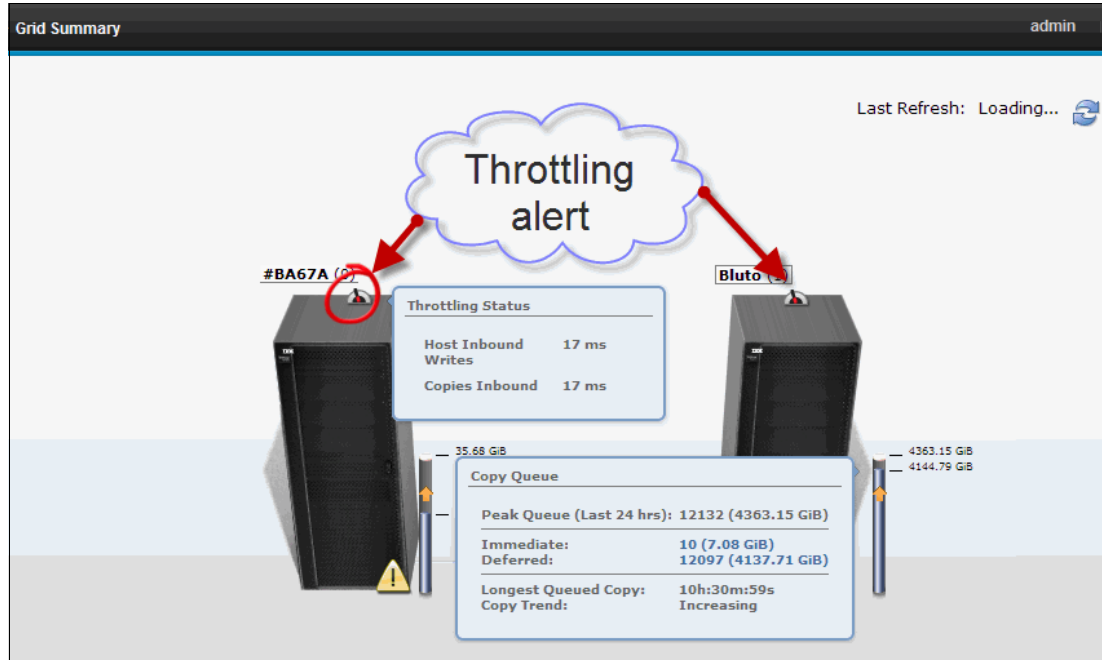 Grid Summary
admin
Last Refresh: Loading...
Throttling
alert
#BA67A (0)
Bluto (1)
Throttling Status
Host Inbound 17 ms
Writes
Copies Inbound 17 ms
35.68 GiB
4363.15 GiB
4144.79 GiB
Copy Queue
Peak Queue (Last 24 hrs): 12132 (4363.15 GiB)
Immediate: 10 (7.08 GiB)
Deferred: 12097 (4137.71 GiB)
Longest Queued Copy: 10h:30m:59s
Copy Trend: Increasing